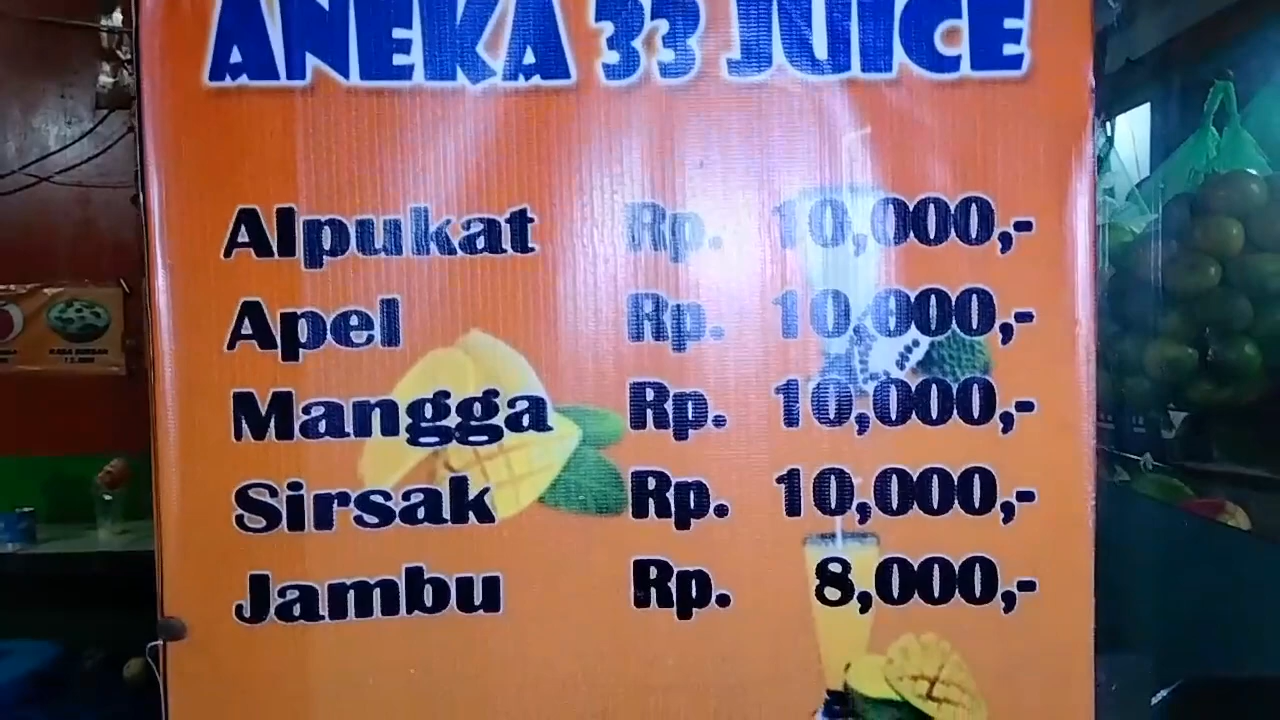 ANEKA 33 JUICE
Alpukat Rp. 10,000,-
Apel Rp. 10,000,-
Mangga Rp. 10,000,-
Sirsak Rp. 10,000,-
Jambu Rp. 8,000,-